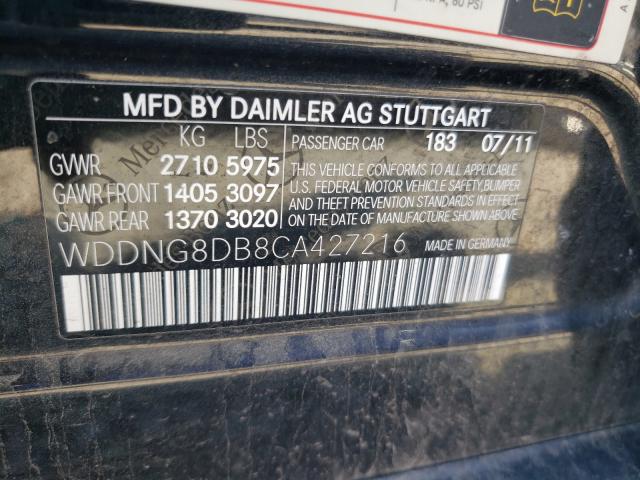 A, 60 PSI
MFD BY DAIMLER AG STUTTGART
KG LBS
GVWR 2710 5975
GAWR FRONT 1405 3097
GAWR REAR 1370 3020
PASSENGER CAR 183 07/11
THIS VEHICLE CONFORMS TO ALL APPLICABLE
U.S. FEDERAL MOTOR VEHICLE SAFETY,BUMPER
AND THEFT PREVENTION STANDARDS IN EFFECT
ON THE DATE OF MANUFACTURE SHOWN ABOVE.
WDDNG8DB8CA427216 MADE IN GERMANY